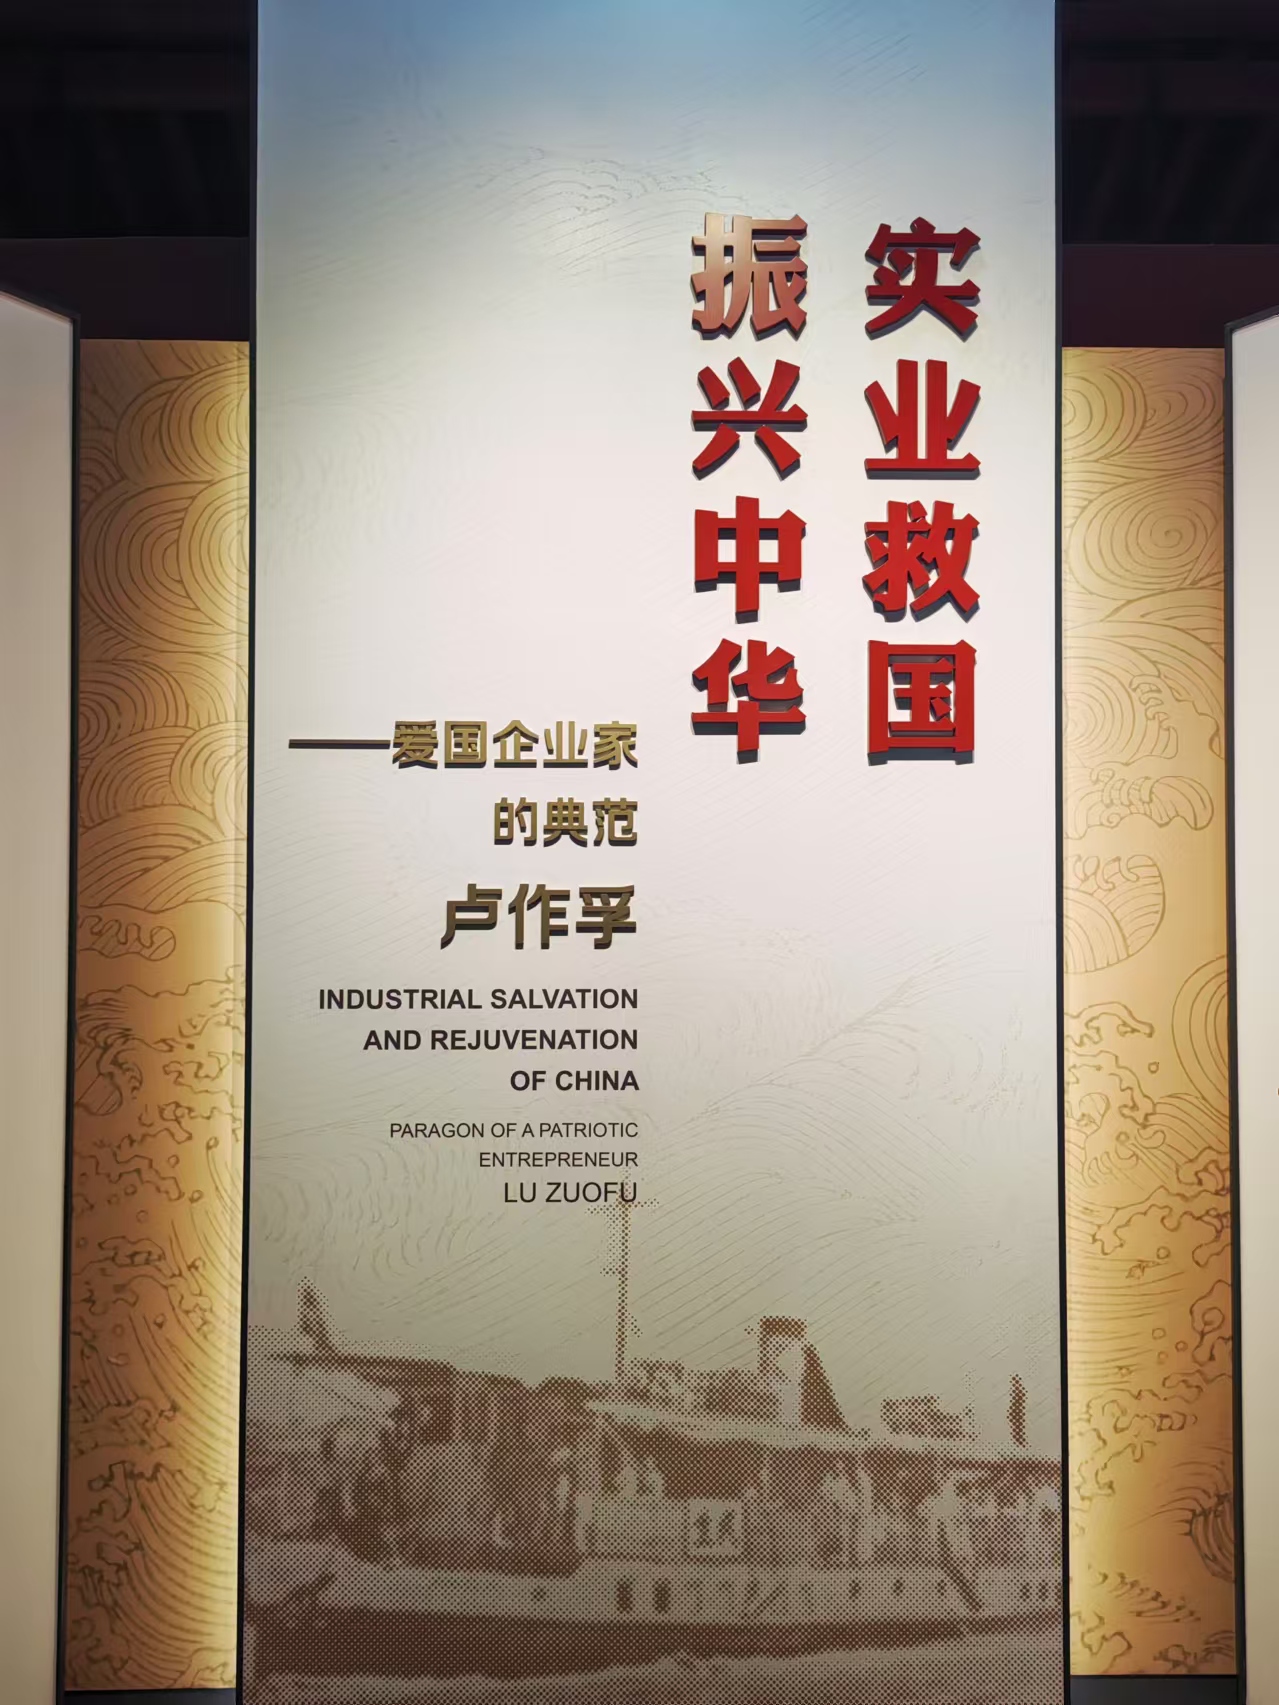 实业救国
振兴中华
——爱国企业家
的典范
卢作孚
INDUSTRIAL SALVATION
AND REJUVENATION
OF CHINA
PARAGON OF A PATRIOTIC
ENTREPRENEUR
LU ZUOFU